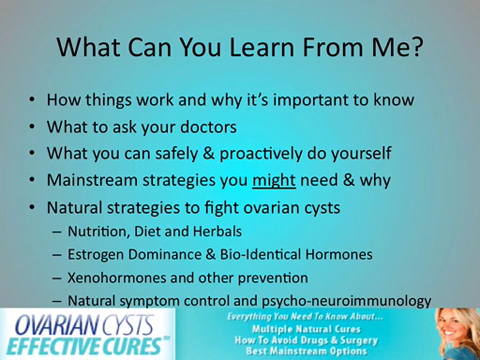 What Can You Learn From Me?
• How things work and why it's important to know
• What to ask your doctors
• What you can safely & proactively do yourself
• Mainstream strategies you might need & why
• Natural strategies to fight ovarian cysts
– Nutrition, Diet and Herbals
– Estrogen Dominance & Bio-Identical Hormones
– Xenohormones and other prevention
– Natural symptom control and psycho-neuroimmunology
OVARIAN CYSTS
EFFECTIVE CURES™
Everything You Need To Know About...
Multiple Natural Cures
How To Avoid Drugs & Surgery
Best Mainstream Options